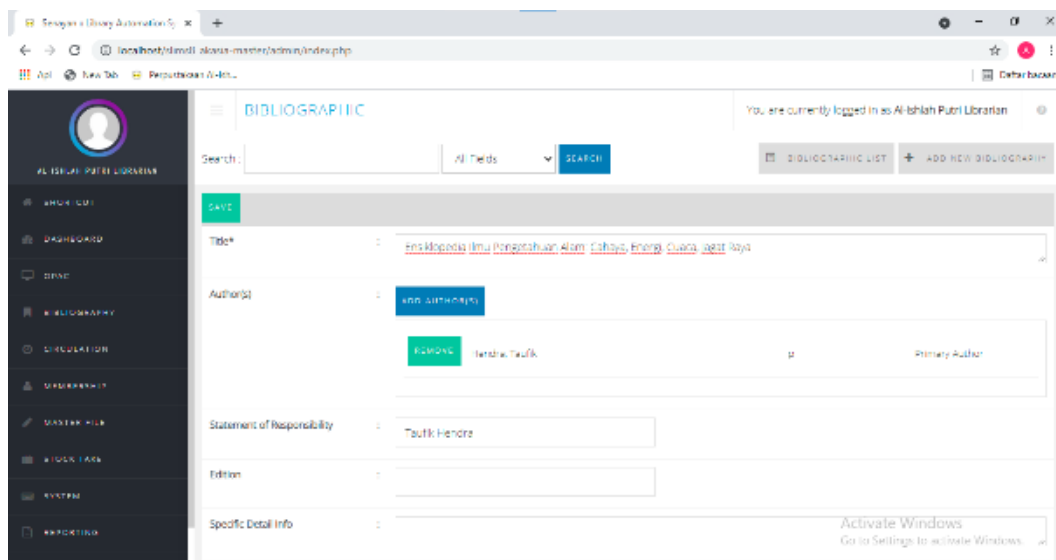 Senayan Library Automation Sy
localhost/slims8_akasia-master/admin/index.php
New Tab
Daftar bacaan
BIBLIOGRAPHIC
You are currently logged in as Al-Ishlah Putri Librarian
AL-ISHLAH PUTRI LIBRARIAN
Search :
All Fields
SEARCH
BIBLIOGRAPHIC LIST
ADD NEW BIBLIOGRAPHY
SHORTCUT
DASHBOARD
OPAC
BIBLIOGRAPHY
CIRCULATION
MEMBERSHIP
MASTER FILE
STOCK TAKE
SYSTEM
REPORTING
SAVE
Title* :
Ensiklopedia Ilmu Pengetahuan Alam: Cahaya, Energi, Cuaca, Jagat Raya
Author(s) :
ADD AUTHOR(S)
REMOVE
Hendra, Taufik
p
Primary Author
Statement of Responsibility :
Taufik Hendra
Edition :
Specific Detail Info :
Activate Windows
Go to Settings to activate Windows.